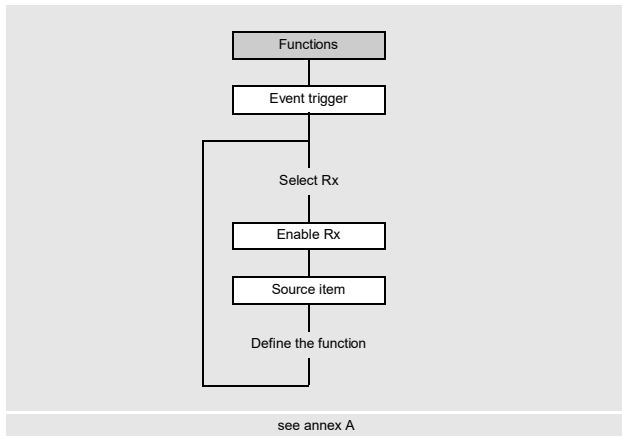 Functions
Event trigger
Select Rx
Enable Rx
Source item
Define the function
see annex A